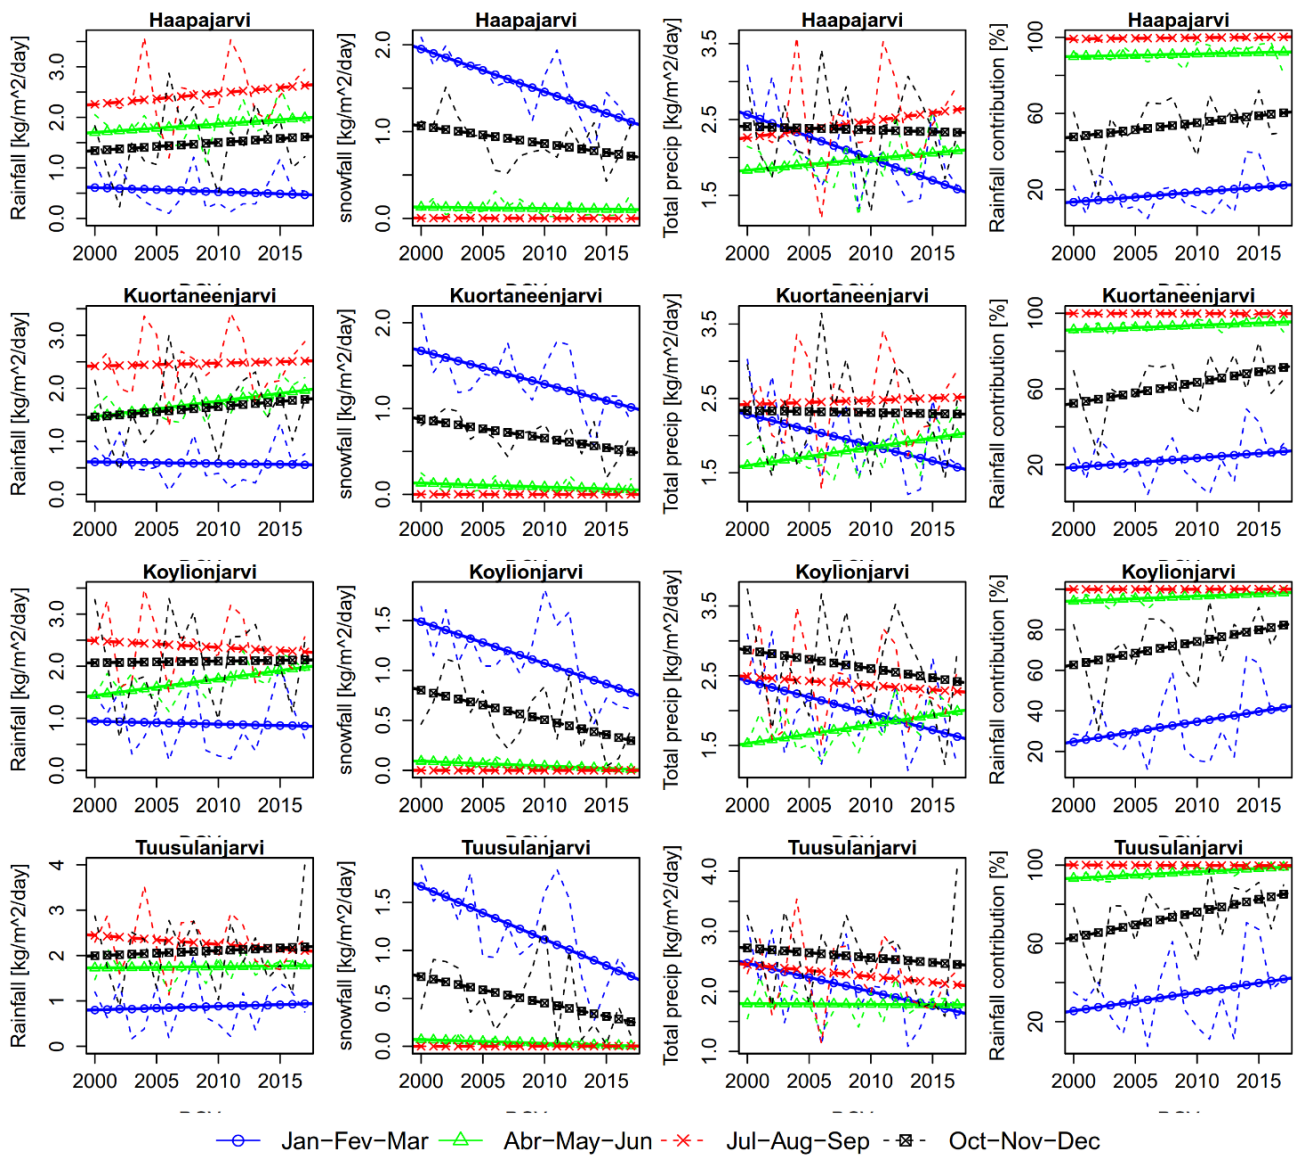 Haapajarvi
Haapajarvi
Haapajarvi
Haapajarvi
Rainfall [kg/m^2/day]
0.0 1.0 2.0 3.0
2000 2005 2010 2015
snowfall [kg/m^2/day]
0.0 1.0 2.0
2000 2005 2010 2015
Total precip [kg/m^2/day]
1.5 2.5 3.5
2000 2005 2010 2015
Rainfall contribution [%]
20 60 100
2000 2005 2010 2015
Kuortaneenjarvi
Kuortaneenjarvi
Kuortaneenjarvi
Kuortaneenjarvi
Rainfall [kg/m^2/day]
0.0 1.0 2.0 3.0
2000 2005 2010 2015
snowfall [kg/m^2/day]
0.0 1.0 2.0
2000 2005 2010 2015
Total precip [kg/m^2/day]
1.5 2.5 3.5
2000 2005 2010 2015
Rainfall contribution [%]
20 60 100
2000 2005 2010 2015
Koylionjarvi
Koylionjarvi
Koylionjarvi
Koylionjarvi
Rainfall [kg/m^2/day]
0.0 1.0 2.0 3.0
2000 2005 2010 2015
snowfall [kg/m^2/day]
0.0 0.5 1.0 1.5
2000 2005 2010 2015
Total precip [kg/m^2/day]
1.5 2.5 3.5
2000 2005 2010 2015
Rainfall contribution [%]
20 40 60 80
2000 2005 2010 2015
Tuusulanjarvi
Tuusulanjarvi
Tuusulanjarvi
Tuusulanjarvi
Rainfall [kg/m^2/day]
0 1 2 3 4
2000 2005 2010 2015
snowfall [kg/m^2/day]
0.0 0.5 1.0 1.5
2000 2005 2010 2015
Total precip [kg/m^2/day]
1.0 2.0 3.0 4.0
2000 2005 2010 2015
Rainfall contribution [%]
20 60 100
2000 2005 2010 2015
Jan-Fev-Mar Abr-May-Jun Jul-Aug-Sep Oct-Nov-Dec